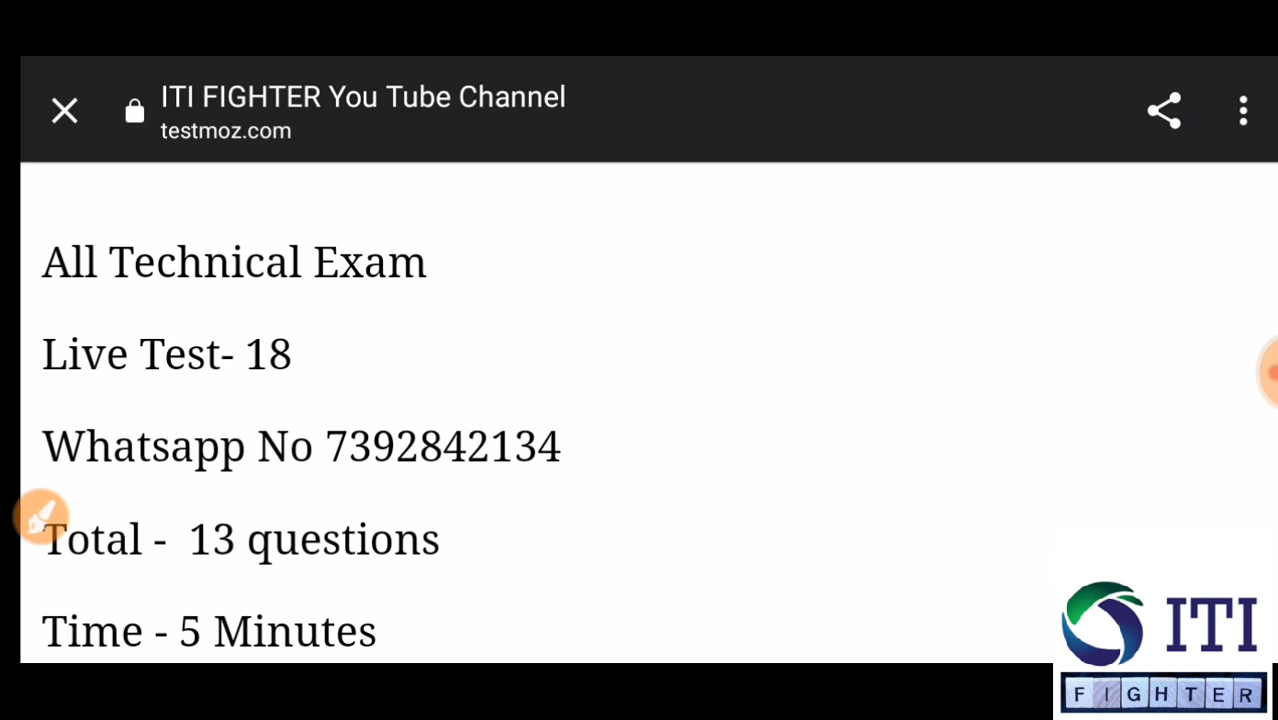 ITI FIGHTER You Tube Channel
testmoz.com
All Technical Exam
Live Test- 18
Whatsapp No 7392842134
Total -  13 questions
Time - 5 Minutes
ITI
FIGHTER